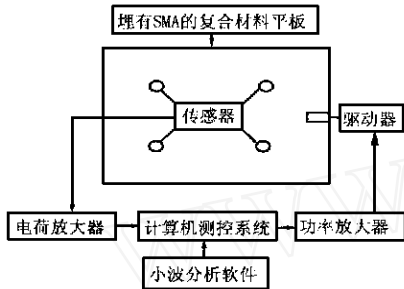 埋有SMA的复合材料平板
传感器
驱动器
电荷放大器
计算机测控系统
功率放大器
小波分析软件
WWW